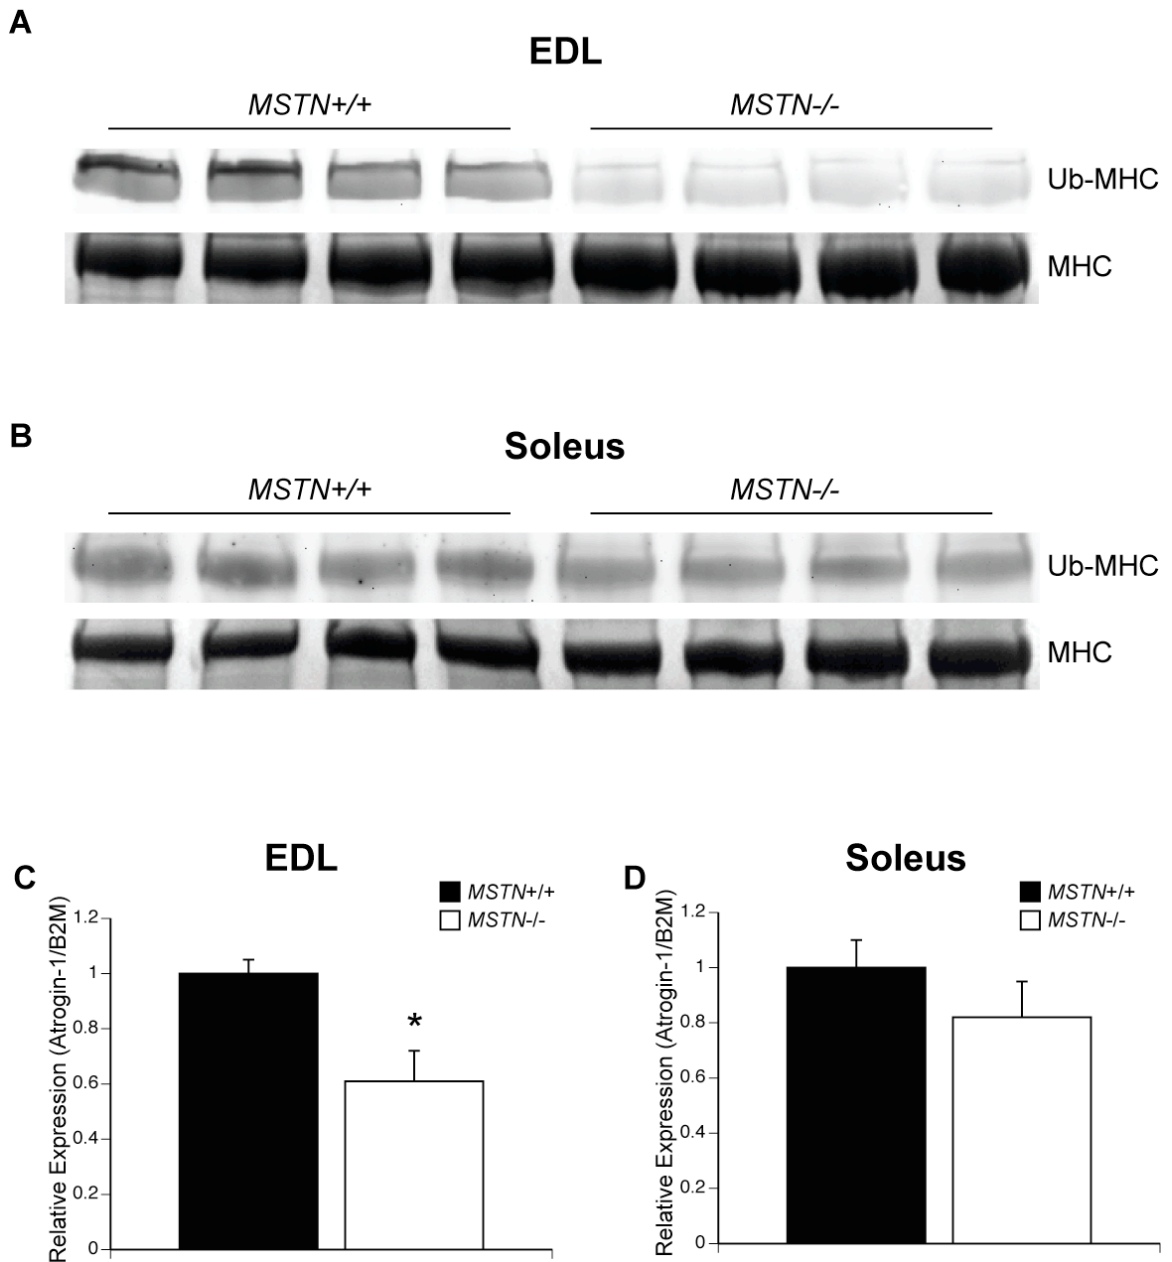 A
EDL
MSTN+/+ MSTN-/-
Ub-MHC
MHC
B
Soleus
MSTN+/+ MSTN-/-
Ub-MHC
MHC
C
EDL
MSTN+/+
MSTN-/-
Relative Expression (Atrogin-1/B2M)
1.2
1
0.8
0.6
0.4
0.2
0
*
D
Soleus
MSTN+/+
MSTN-/-
Relative Expression (Atrogin-1/B2M)
1.2
1
0.8
0.6
0.4
0.2
0